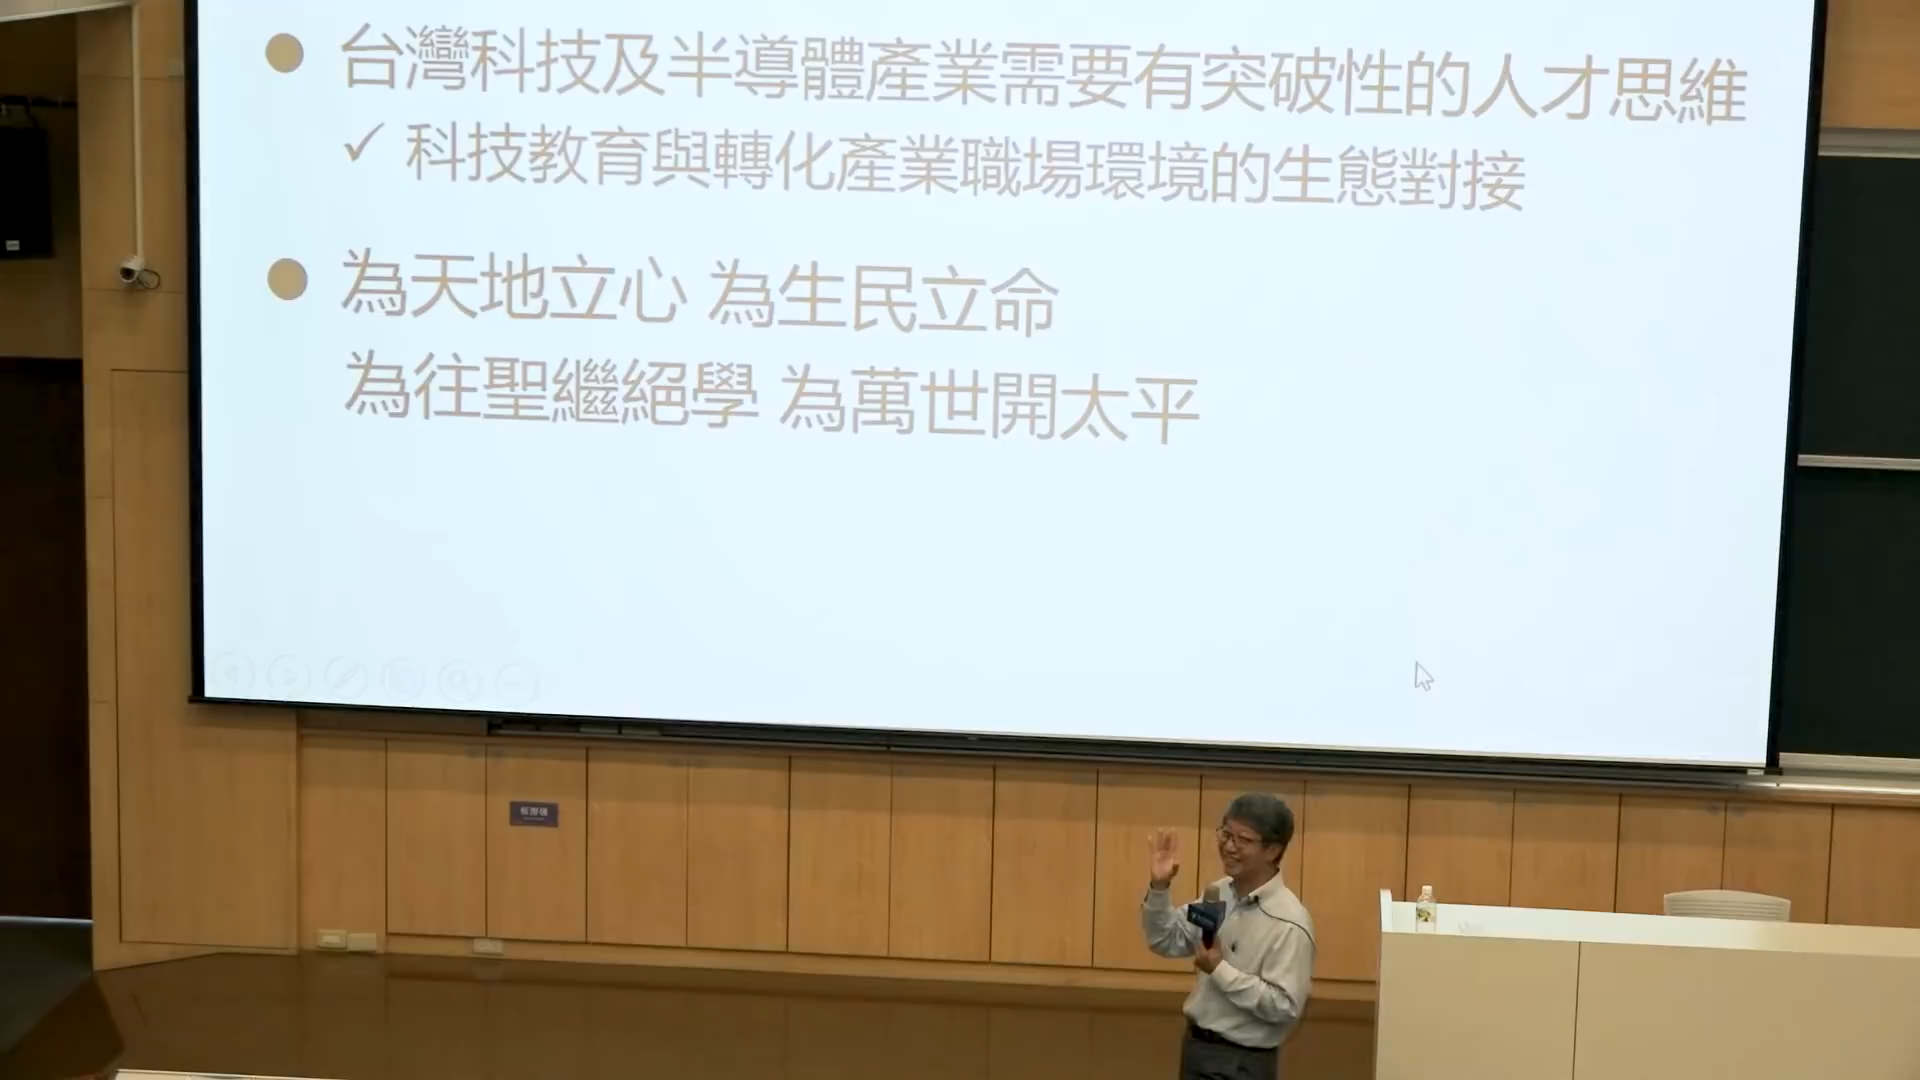 台灣科技及半導體產業需要有突破性的人才思維
科技教育與轉化產業職場環境的生態對接
為天地立心 為生民立命
為往聖繼絕學 為萬世開太平